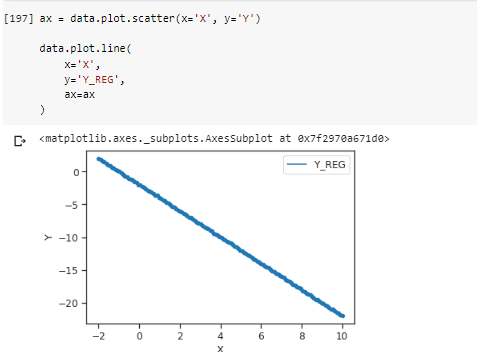 [197] ax = data.plot.scatter(x='X', y='Y')
data.plot.line(
x='X',
y='Y_REG',
ax=ax
)
<matplotlib.axes._subplots.AxesSubplot at 0x7f2970a671d0>
Y_REG
0
−5
−10
−15
−20
Y
−2 0 2 4 6 8 10
X